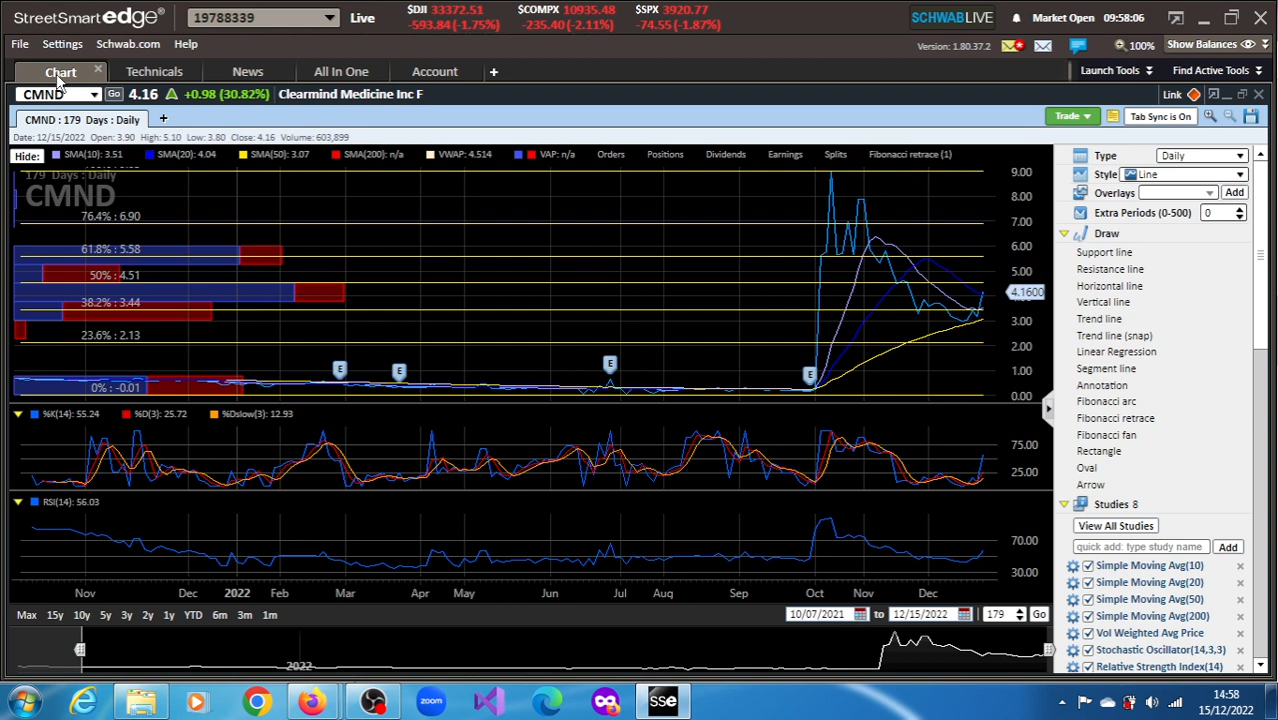 StreetSmart edge
19788339
Live
$DJI 33372.51
-593.84 (-1.75%)
$COMPX 10935.48
-235.40 (-2.11%)
$SPX 3920.77
-74.55 (-1.87%)
SCHWABLIVE
Market Open
09:58:06
File Settings Schwab.com Help
Version: 1.80.37.2
100%
Show Balances
Chart
Technicals
News
All In One
Account
+
Launch Tools
Find Active Tools
CMND
Go
4.16
+0.98 (30.82%)
Clearmind Medicine Inc F
Link
CMND : 179 Days : Daily
+
Trade
Tab Sync is On
Date: 12/15/2022 Open: 3.90 High: 5.10 Low: 3.80 Close: 4.16 Volume: 603,899
Hide:
SMA(10): 3.51
SMA(20): 4.04
SMA(50): 3.07
SMA(200): n/a
VWAP: 4.514
VAP: n/a
Orders
Positions
Dividends
Earnings
Splits
Fibonacci retrace (1)
179 Days : Daily
CMND
76.4% : 6.90
61.8% : 5.58
50% : 4.51
38.2% : 3.44
23.6% : 2.13
0% : -0.01
E
E
E
E
9.00
8.00
7.00
6.00
5.00
4.1600
3.00
2.00
1.00
0.00
%K(14): 55.24
%D(3): 25.72
%Dslow(3): 12.93
75.00
25.00
RSI(14): 56.03
70.00
30.00
Nov Dec 2022 Feb Mar Apr May Jun Jul Aug Sep Oct Nov Dec
Max 15y 10y 5y 3y 2y 1y YTD 6m 3m 1m
10/07/2021 to 12/15/2022 179 Go
2022
Type Daily
Style Line
Overlays Add
Extra Periods (0-500) 0
Draw
Support line
Resistance line
Horizontal line
Vertical line
Trend line
Trend line (snap)
Linear Regression
Segment line
Annotation
Fibonacci arc
Fibonacci retrace
Fibonacci fan
Rectangle
Oval
Arrow
Studies 8
View All Studies
quick add: type study name Add
Simple Moving Avg(10)
Simple Moving Avg(20)
Simple Moving Avg(50)
Simple Moving Avg(200)
Vol Weighted Avg Price
Stochastic Oscillator(14,3,3)
Relative Strength Index(14)
zoom
sse
14:58
15/12/2022